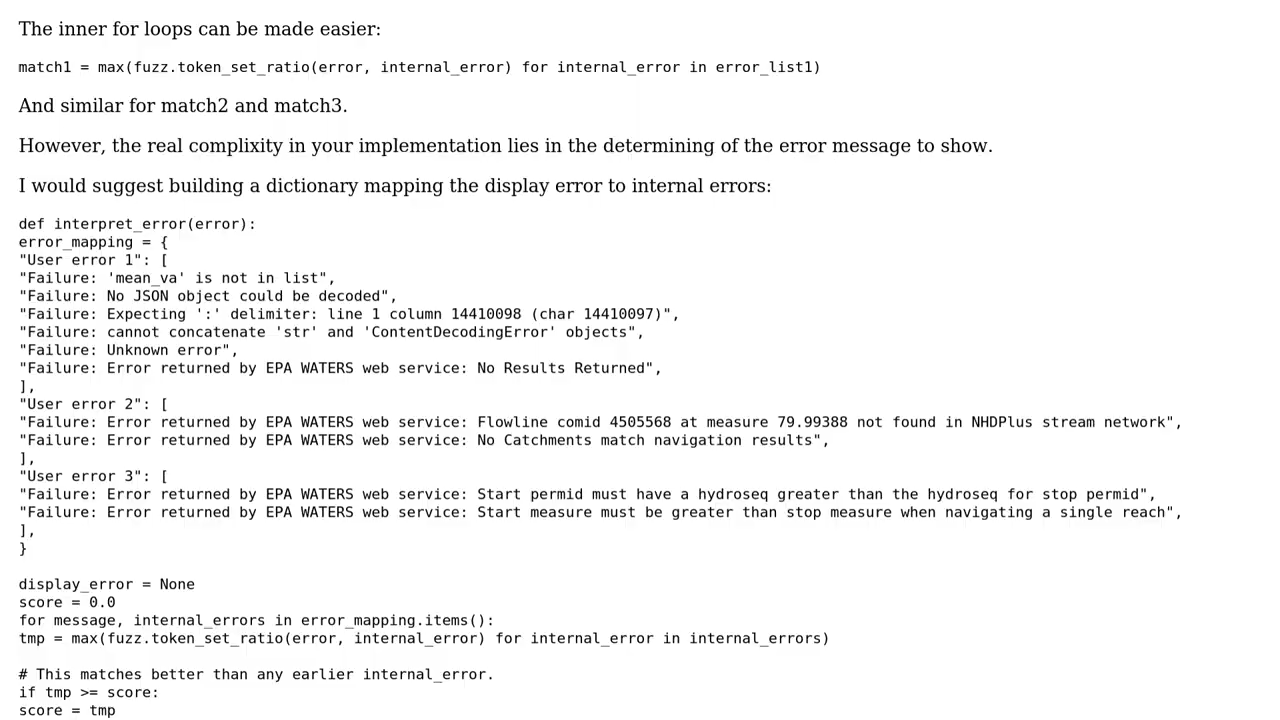 The inner for loops can be made easier:
match1 = max(fuzz.token_set_ratio(error, internal_error) for internal_error in error_list1)
And similar for match2 and match3.
However, the real complixity in your implementation lies in the determining of the error message to show.
I would suggest building a dictionary mapping the display error to internal errors:
def interpret_error(error):
error_mapping = {
"User error 1": [
"Failure: 'mean_va' is not in list",
"Failure: No JSON object could be decoded",
"Failure: Expecting ':' delimiter: line 1 column 14410098 (char 14410097)",
"Failure: cannot concatenate 'str' and 'ContentDecodingError' objects",
"Failure: Unknown error",
"Failure: Error returned by EPA WATERS web service: No Results Returned",
],
"User error 2": [
"Failure: Error returned by EPA WATERS web service: Flowline comid 4505568 at measure 79.99388 not found in NHDPlus stream network",
"Failure: Error returned by EPA WATERS web service: No Catchments match navigation results",
],
"User error 3": [
"Failure: Error returned by EPA WATERS web service: Start permid must have a hydroseq greater than the hydroseq for stop permid",
"Failure: Error returned by EPA WATERS web service: Start measure must be greater than stop measure when navigating a single reach",
],
}
display_error = None
score = 0.0
for message, internal_errors in error_mapping.items():
tmp = max(fuzz.token_set_ratio(error, internal_error) for internal_error in internal_errors)
# This matches better than any earlier internal_error.
if tmp >= score:
score = tmp